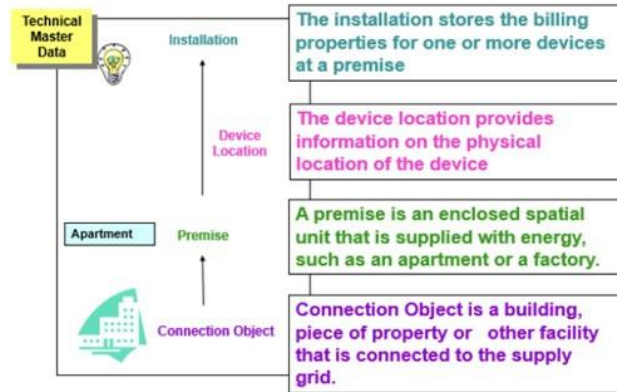 Technical
Master
Data
Installation
The installation stores the billing
properties for one or more devices
at a premise
Device
Location
The device location provides
information on the physical
location of the device
Apartment
Premise
A premise is an enclosed spatial
unit that is supplied with energy,
such as an apartment or a factory.
Connection Object
Connection Object is a building,
piece of property or other facility
that is connected to the supply
grid.